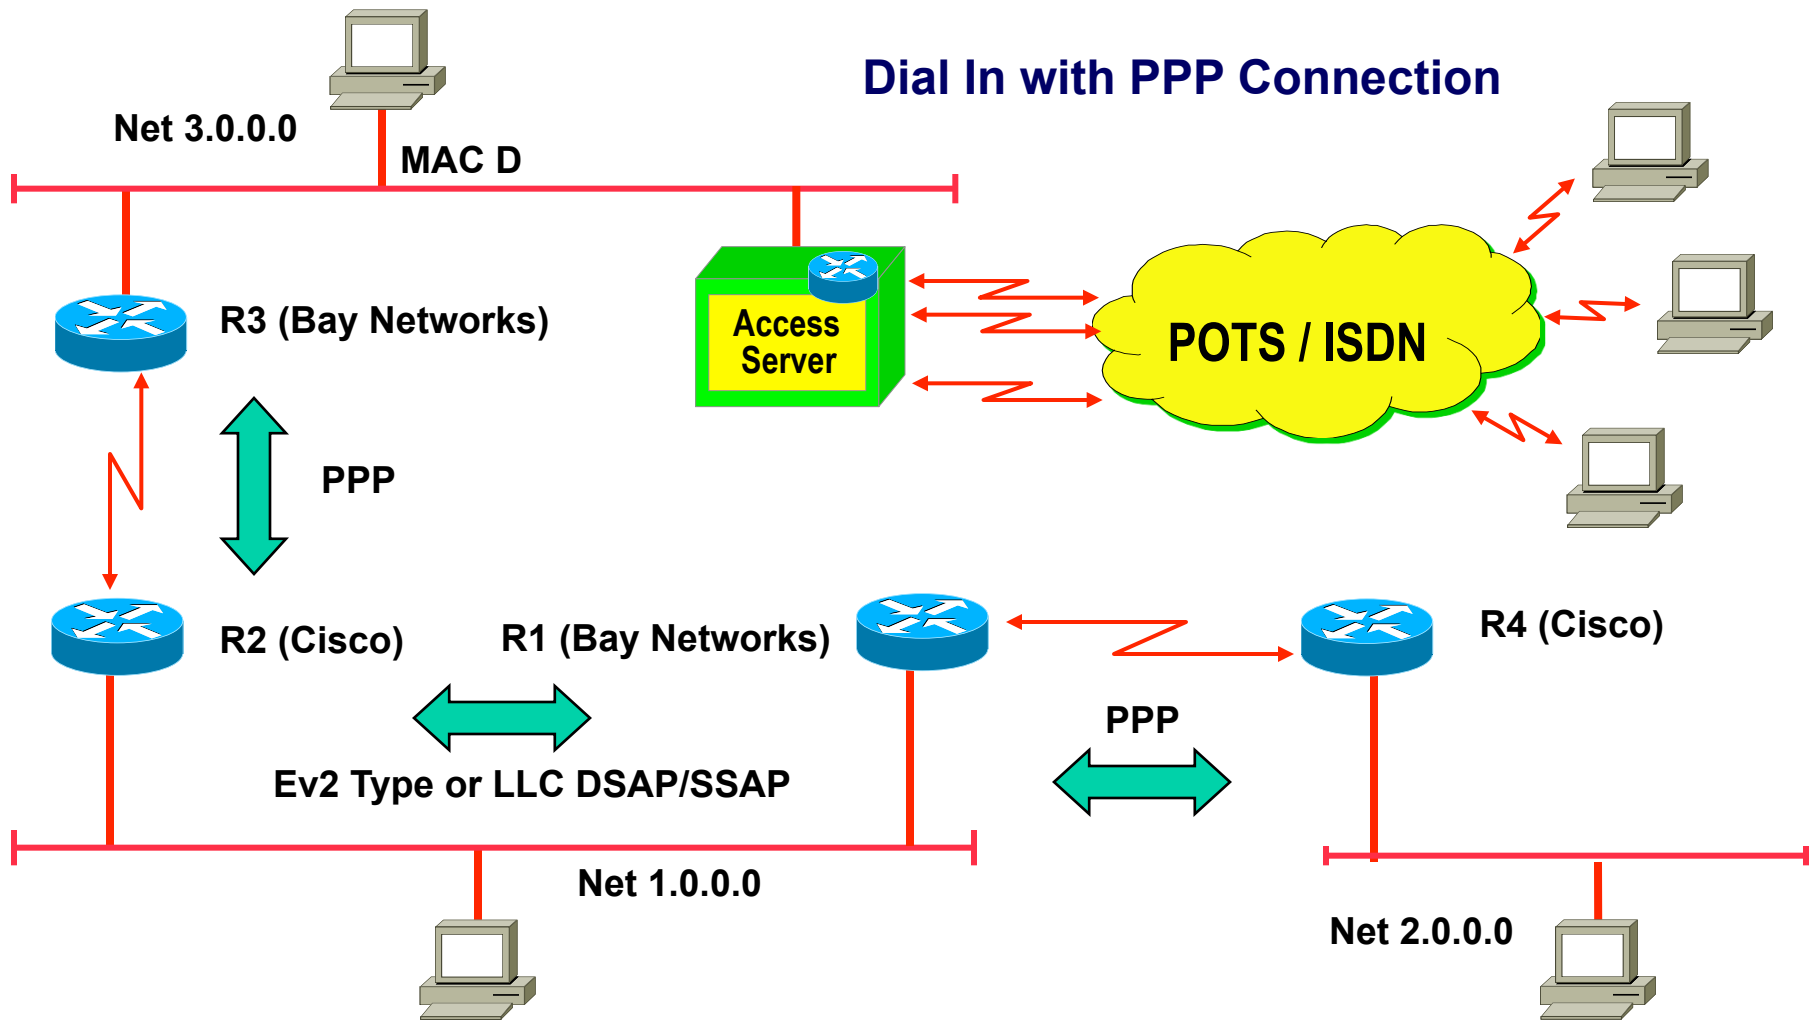 Dial In with PPP Connection
Net 3.0.0.0
MAC D
R3 (Bay Networks)
Access
Server
POTS / ISDN
PPP
R2 (Cisco)
R1 (Bay Networks)
R4 (Cisco)
PPP
Ev2 Type or LLC DSAP/SSAP
Net 1.0.0.0
Net 2.0.0.0